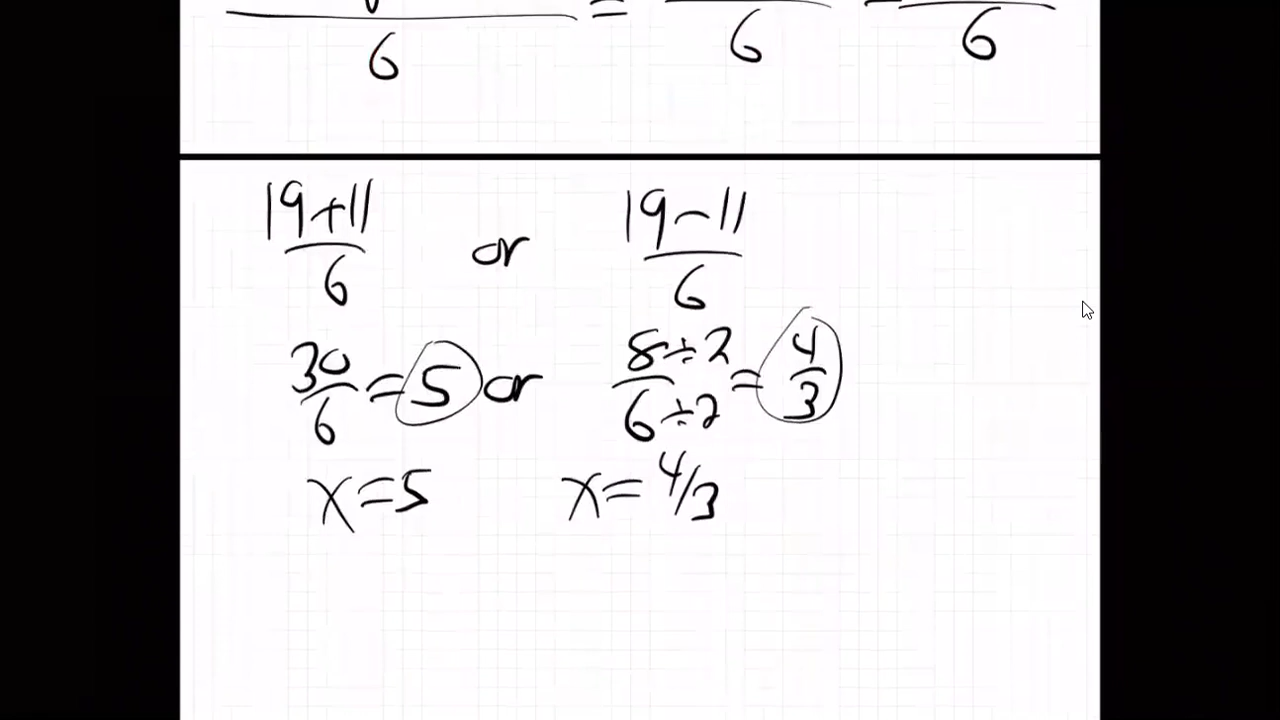 6 = 6 = 6
19+11/6 or 19-11/6
30/6 = 5 or 8÷2/6÷2 = 4/3
x=5 x=4/3